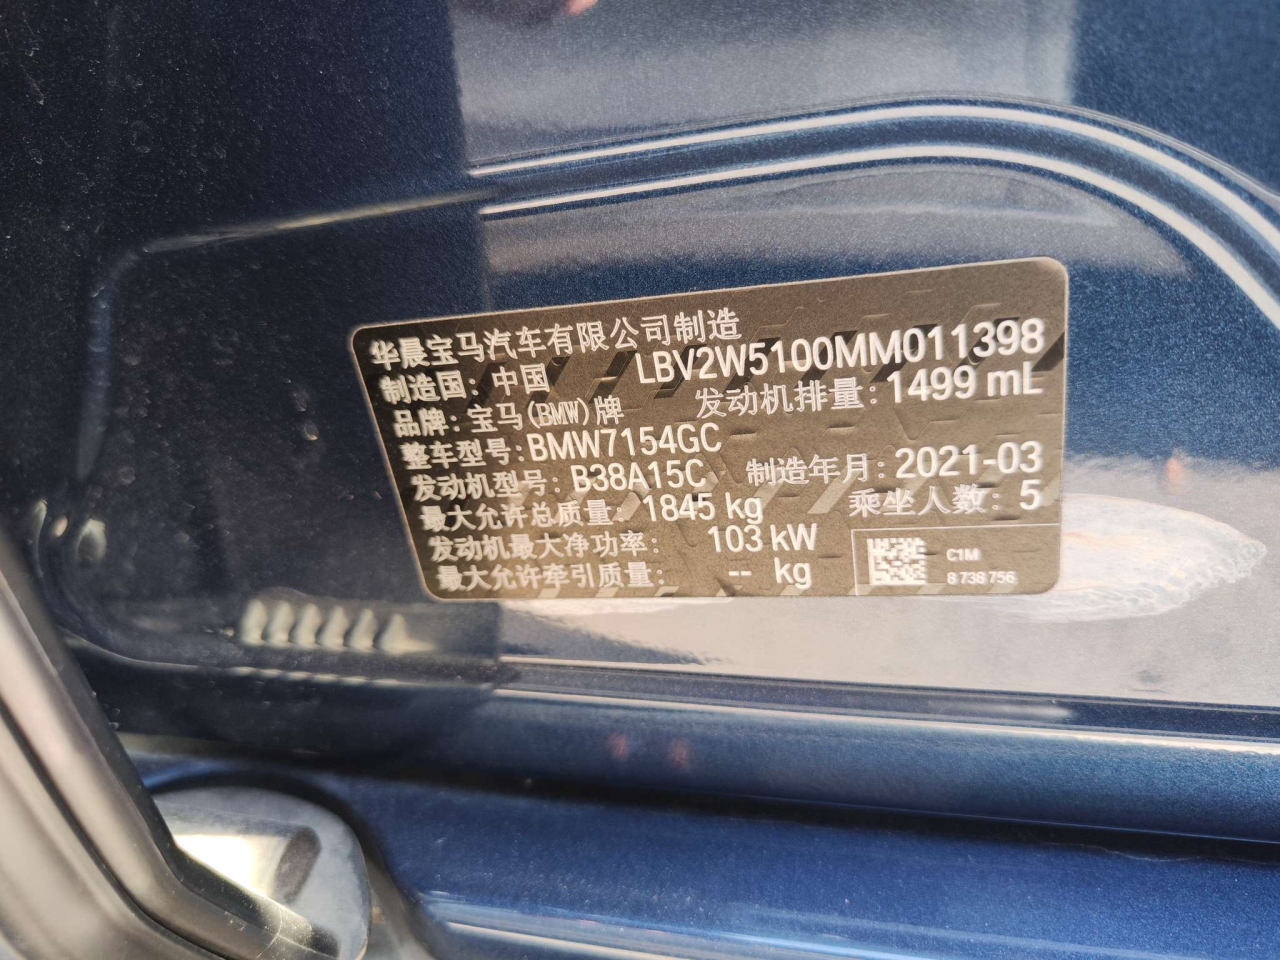 华晨宝马汽车有限公司制造
制造国: 中国 LBV2W5100MM011398
品牌: 宝马(BMW)牌 发动机排量: 1499 mL
整车型号: BMW7154GC
发动机型号: B38A15C 制造年月: 2021-03
最大允许总质量: 1845 kg 乘坐人数: 5
发动机最大净功率: 103 kW
最大允许牵引质量: -- kg
C1M
8 738 756